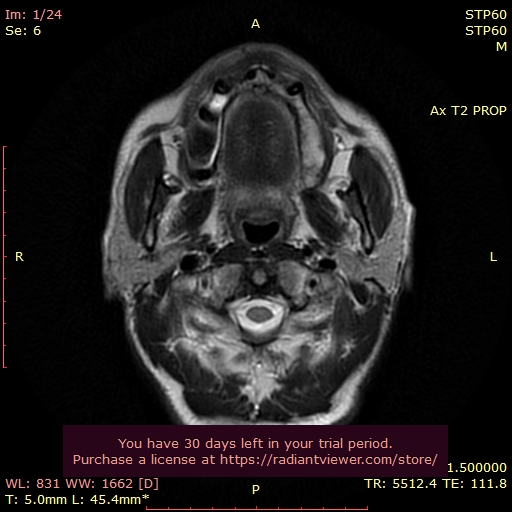 Im: 1/24
Se: 6
A
STP60
STP60
M
Ax T2 PROP
R
L
You have 30 days left in your trial period.
Purchase a license at https://radiantviewer.com/store/
1.500000
WL: 831 WW: 1662 [D]
T: 5.0mm L: 45.4mm*
P
TR: 5512.4 TE: 111.8